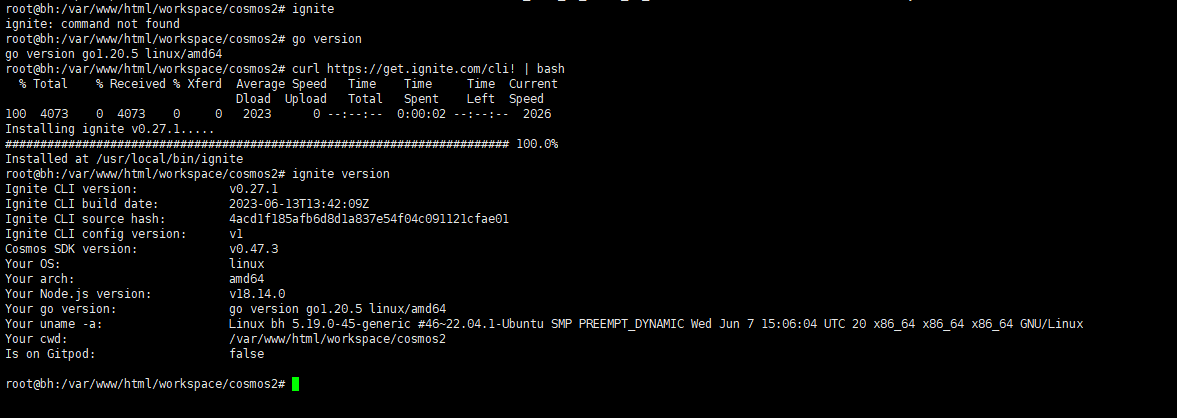 root@bh:/var/www/html/workspace/cosmos2# ignite
ignite: command not found
root@bh:/var/www/html/workspace/cosmos2# go version
go version go1.20.5 linux/amd64
root@bh:/var/www/html/workspace/cosmos2# curl https://get.ignite.com/cli! | bash
  % Total    % Received % Xferd  Average Speed   Time    Time     Time  Current
                                 Dload  Upload   Total   Spent    Left  Speed
100  4073    0  4073    0     0   2023      0 --:--:--  0:00:02 --:--:--  2026
Installing ignite v0.27.1.....
######################################################################## 100.0%
Installed at /usr/local/bin/ignite
root@bh:/var/www/html/workspace/cosmos2# ignite version
Ignite CLI version:             v0.27.1
Ignite CLI build date:          2023-06-13T13:42:09Z
Ignite CLI source hash:         4acd1f185afb6d8d1a837e54f04c091121cfae01
Ignite CLI config version:      v1
Cosmos SDK version:             v0.47.3
Your OS:                        linux
Your arch:                      amd64
Your Node.js version:           v18.14.0
Your go version:                go version go1.20.5 linux/amd64
Your uname -a:                  Linux bh 5.19.0-45-generic #46~22.04.1-Ubuntu SMP PREEMPT_DYNAMIC Wed Jun 7 15:06:04 UTC 20 x86_64 x86_64 x86_64 GNU/Linux
Your cwd:                       /var/www/html/workspace/cosmos2
Is on Gitpod:                   false
root@bh:/var/www/html/workspace/cosmos2#